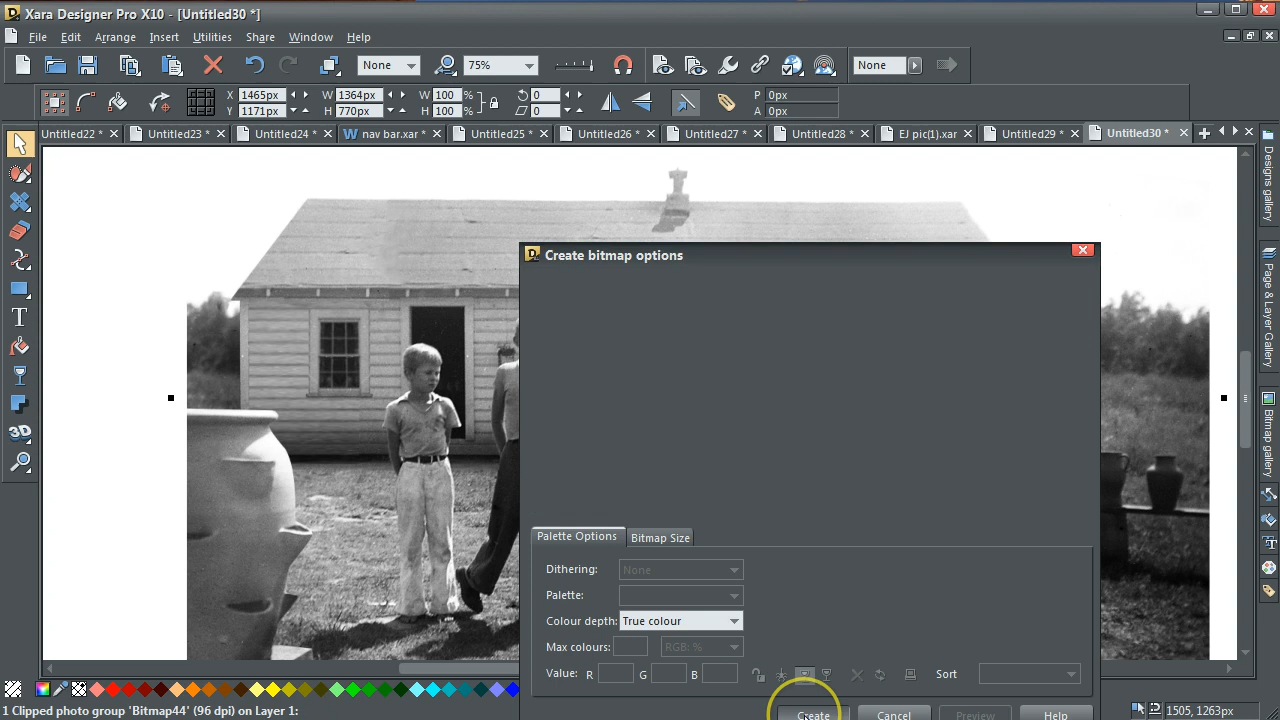 Xara Designer Pro X10 - [Untitled30 *]
File Edit Arrange Insert Utilities Share Window Help
None 75% None
X 1465px W 1364px W 100 % 0 P 0px
Y 1171px H 770px H 100 % 0 A 0px
Untitled22 * Untitled23 * Untitled24 * nav bar.xar * Untitled25 * Untitled26 * Untitled27 * Untitled28 * EJ pic(1).xar Untitled29 * Untitled30 *
Designs gallery
Page & Layer Gallery
Bitmap gallery
Create bitmap options
Palette Options Bitmap Size
Dithering: None
Palette:
Colour depth: True colour
Max colours: RGB: %
Value: R G B Sort
Create Cancel Preview Help
1 Clipped photo group 'Bitmap44' (96 dpi) on Layer 1: 1505, 1263px